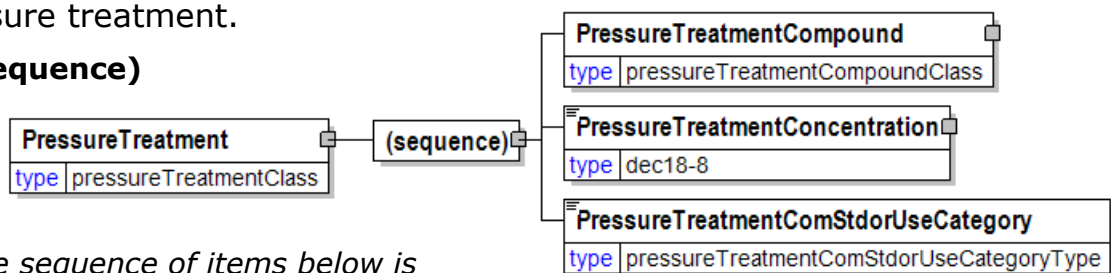 sure treatment.
equence)
PressureTreatment
type pressureTreatmentClass
(sequence)
PressureTreatmentCompound
type pressureTreatmentCompoundClass
PressureTreatmentConcentration
type dec18-8
PressureTreatmentComStdorUseCategory
type pressureTreatmentComStdorUseCategoryType
e sequence of items below is